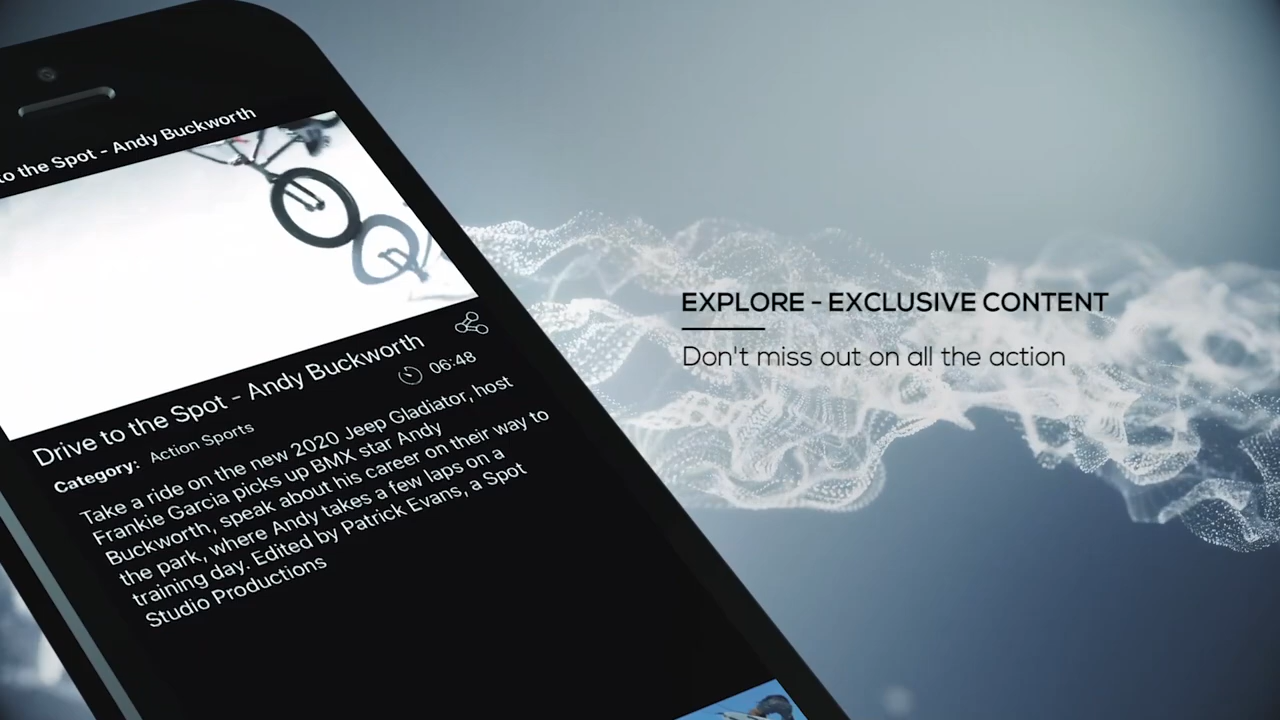 to the Spot - Andy Buckworth
Drive to the Spot - Andy Buckworth
06:48
Category: Action Sports
Take a ride on the new 2020 Jeep Gladiator, host
Frankie Garcia picks up BMX star Andy
Buckworth, speak about his career on their way to
the park, where Andy takes a few laps on a
training day. Edited by Patrick Evans, a Spot
Studio Productions
EXPLORE - EXCLUSIVE CONTENT
Don't miss out on all the action